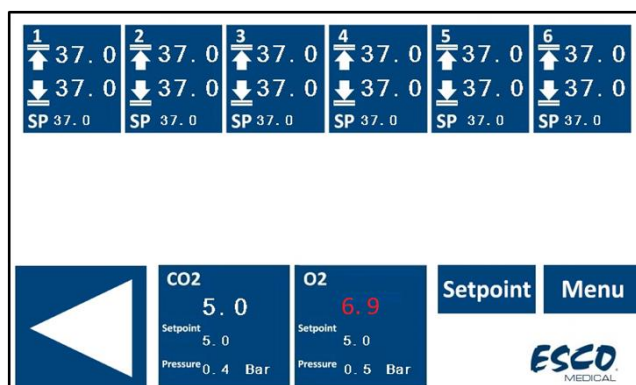 1 2 3 4 5 6
37.0 37.0 37.0 37.0 37.0 37.0
37.0 37.0 37.0 37.0 37.0 37.0
SP 37.0 SP 37.0 SP 37.0 SP 37.0 SP 37.0 SP 37.0
CO2 O2
5.0 6.9 Setpoint Menu
Setpoint Setpoint
5.0 5.0
Pressure 0.4 Bar Pressure 0.5 Bar
ESCO
MEDICAL